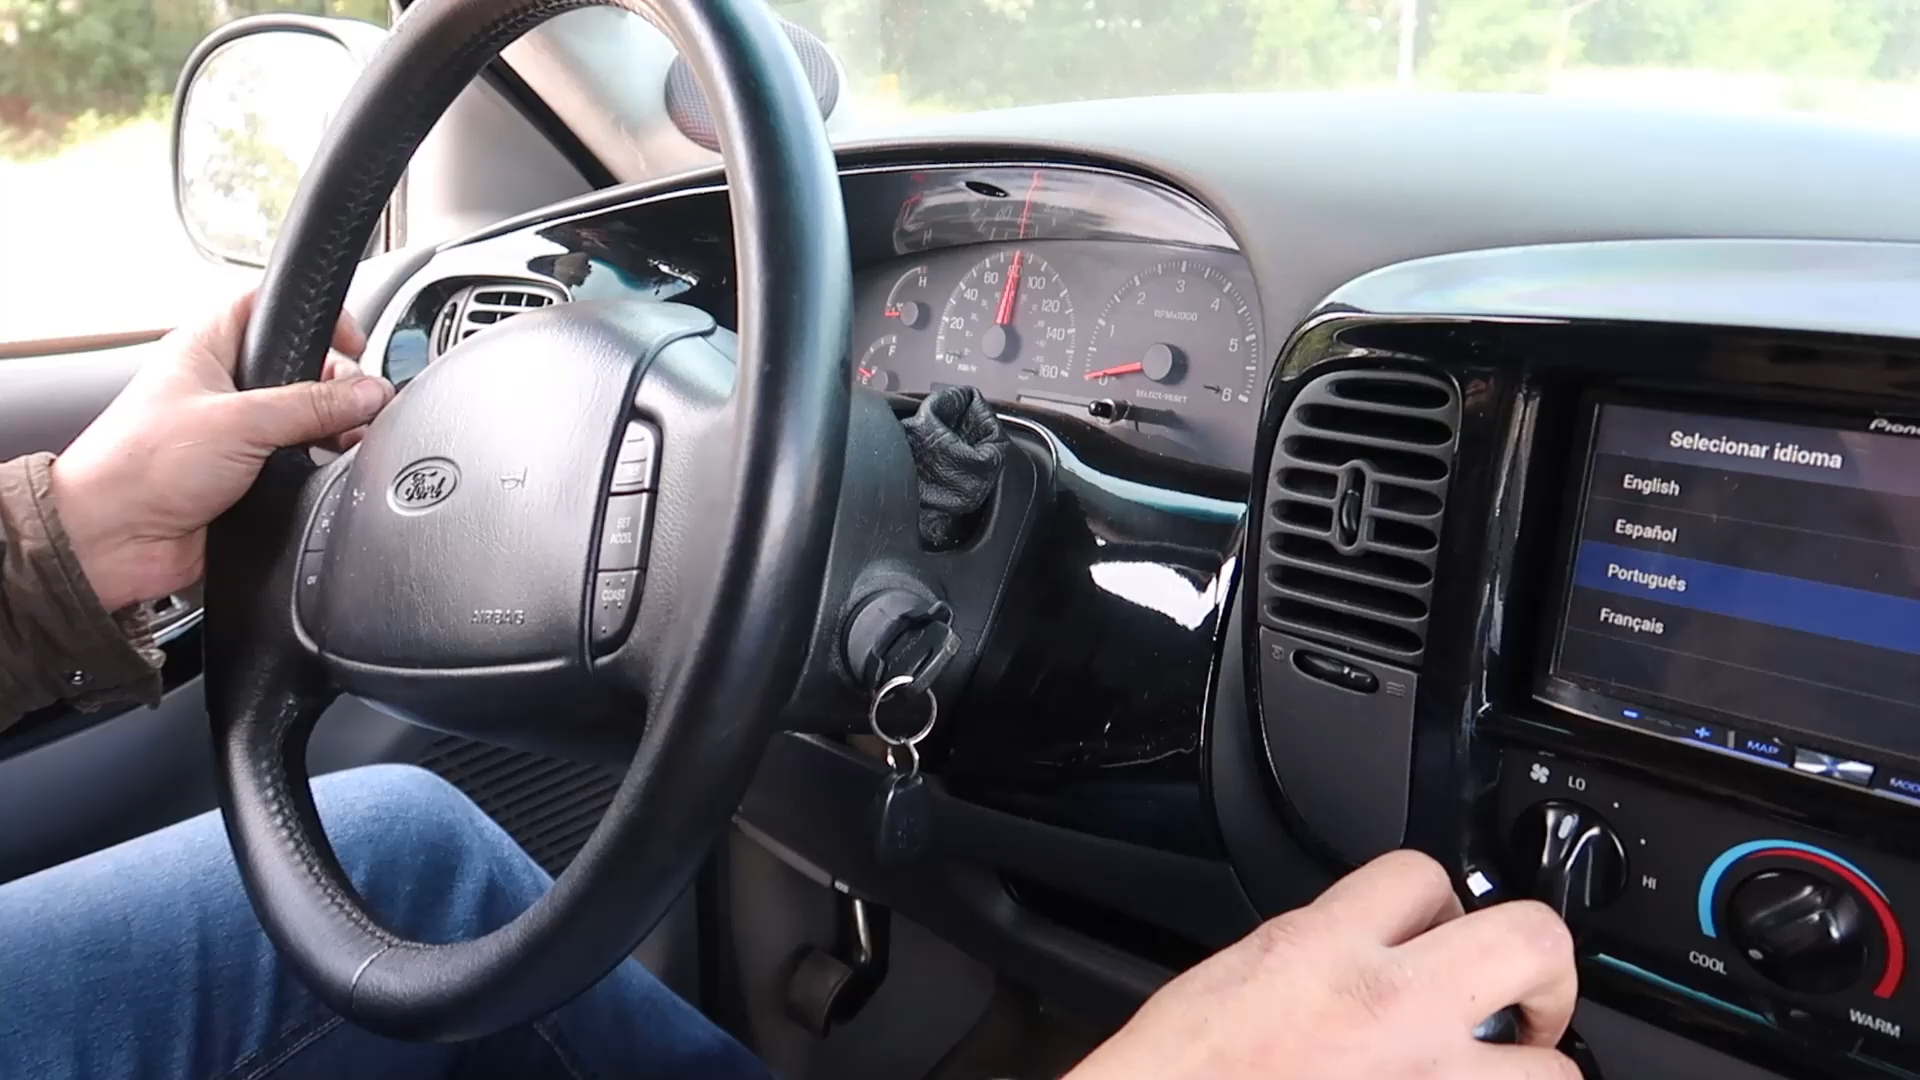 H
F
E
0
20
40
60
80
100
120
140
160
1
2
3
4
5
6
RPMx1000
SELECT/RESET
Ford
SET
ACCEL
COAST
AIRBAG
Selecionar idioma
English
Español
Português
Français
MAP
LO
HI
COOL
WARM